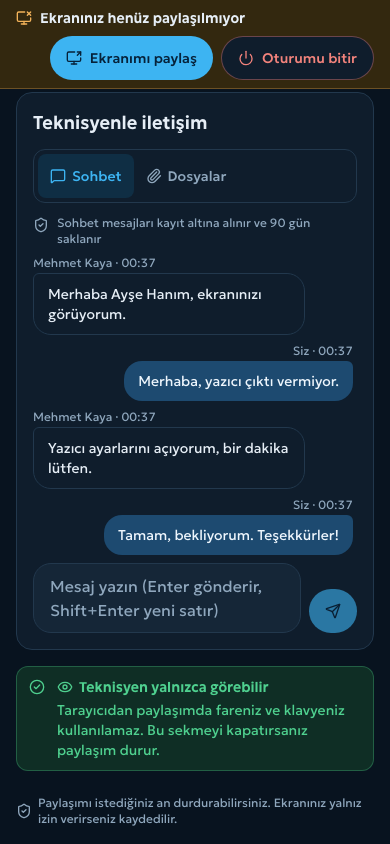 Ekranınız henüz paylaşılmıyor
Ekranımı paylaş
Oturumu bitir
Teknisyenle iletişim
Sohbet
Dosyalar
Sohbet mesajları kayıt altına alınır ve 90 gün
saklanır
Mehmet Kaya · 00:37
Merhaba Ayşe Hanım, ekranınızı
görüyorum.
Siz · 00:37
Merhaba, yazıcı çıktı vermiyor.
Mehmet Kaya · 00:37
Yazıcı ayarlarını açıyorum, bir dakika
lütfen.
Siz · 00:37
Tamam, bekliyorum. Teşekkürler!
Mesaj yazın (Enter gönderir,
Shift+Enter yeni satır)
Teknisyen yalnızca görebilir
Tarayıcıdan paylaşımda fareniz ve klavyeniz
kullanılamaz. Bu sekmeyi kapatırsanız
paylaşım durur.
Paylaşımı istediğiniz an durdurabilirsiniz. Ekranınız yalnız
izin verirseniz kaydedilir.